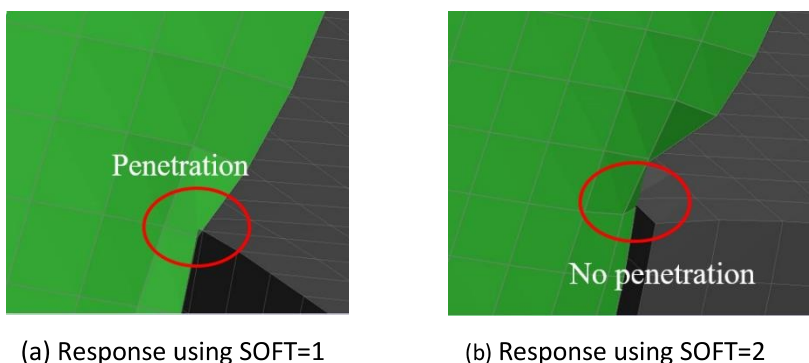 Penetration
No penetration
(a) Response using SOFT=1
(b) Response using SOFT=2